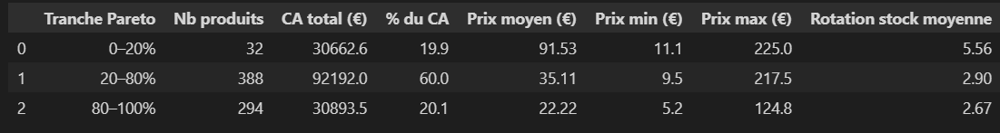 Tranche Pareto Nb produits CA total (€) % du CA Prix moyen (€) Prix min (€) Prix max (€) Rotation stock moyenne
0 0–20% 32 30662.6 19.9 91.53 11.1 225.0 5.56
1 20–80% 388 92192.0 60.0 35.11 9.5 217.5 2.90
2 80–100% 294 30893.5 20.1 22.22 5.2 124.8 2.67